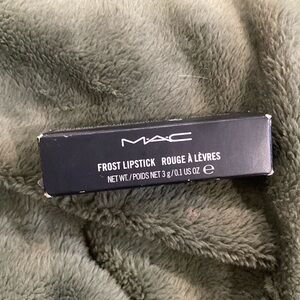 MAC
FROST LIPSTICK ROUGE À LÈVRES
NET WT./POIDS NET 3 g/0.1 US OZ ℮